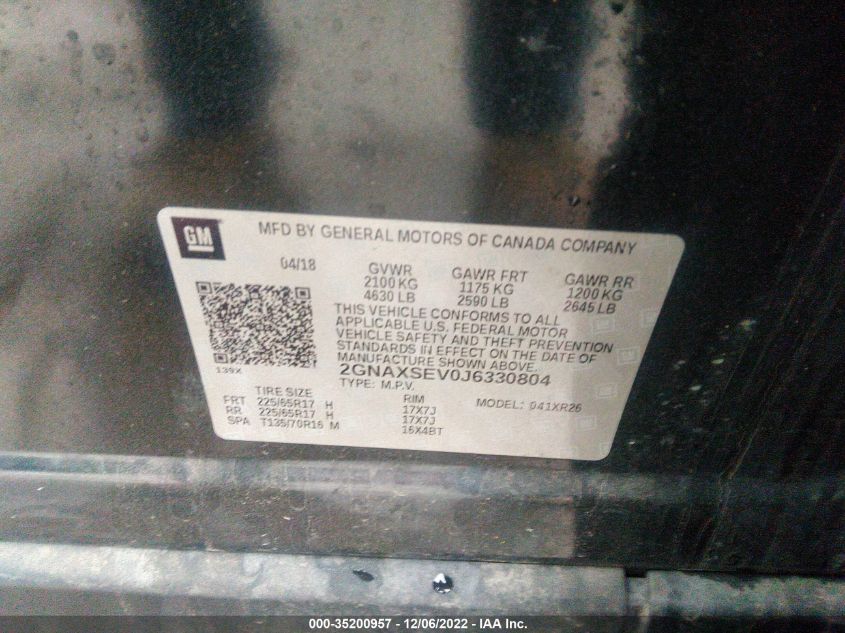 GM
MFD BY GENERAL MOTORS OF CANADA COMPANY
04/18 GVWR GAWR FRT GAWR RR
2100 KG 1175 KG 1200 KG
4630 LB 2590 LB 2645 LB
THIS VEHICLE CONFORMS TO ALL
APPLICABLE U.S. FEDERAL MOTOR
VEHICLE SAFETY AND THEFT PREVENTION
STANDARDS IN EFFECT ON THE DATE OF
MANUFACTURE SHOWN ABOVE.
139X 2GNAXSEV0J6330804
TYPE: M.P.V.
TIRE SIZE RIM MODEL: 041XR26
FRT 225/65R17 H 17X7J
RR 225/65R17 H 17X7J
SPA T135/70R16 M 16X4BT
000-35200957 - 12/06/2022 - IAA Inc.